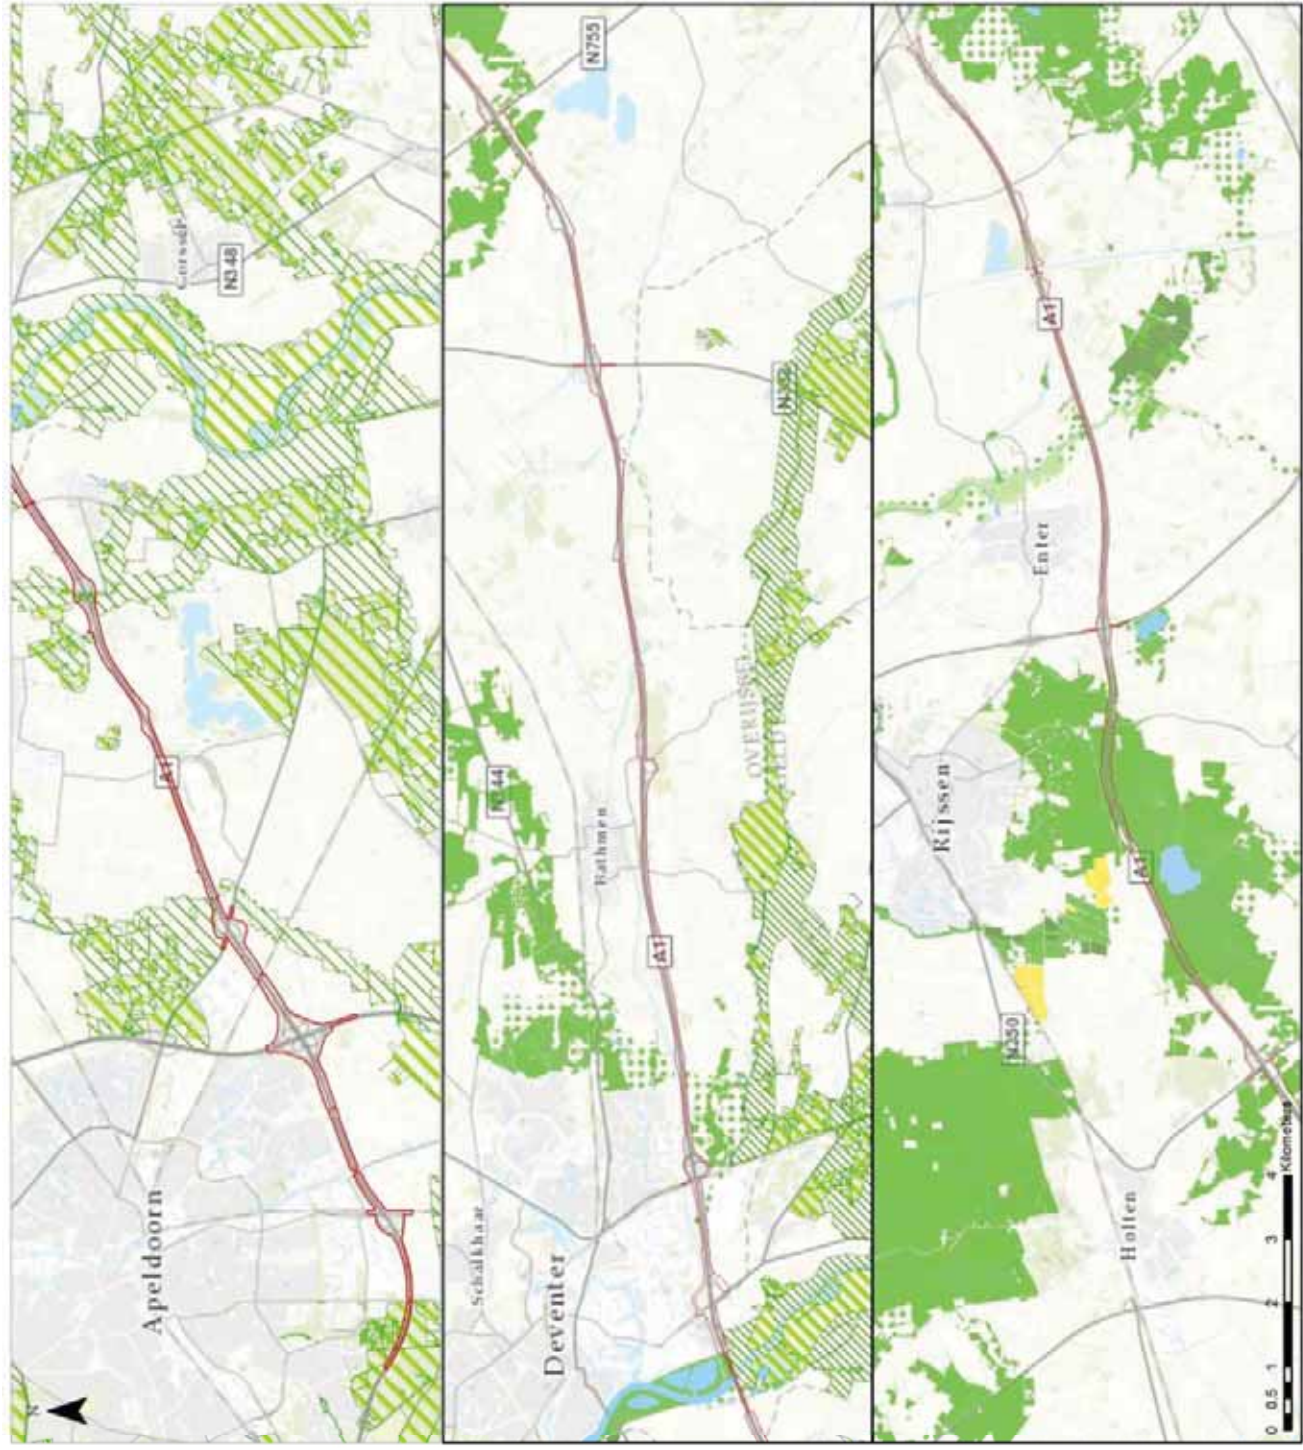 N
Apeldoorn
A1
N348
Schalkhaar
Deventer
Bathmen
N344
A1
N755
OVERIJSSEL
Holten
N350
Rijssen
A1
Enter
A1
0 0.5 1 2 3 4
Kilometers